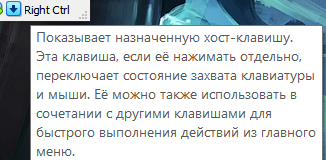 Right Ctrl
Показывает назначенную хост-клавишу.
Эта клавиша, если её нажимать отдельно,
переключает состояние захвата клавиатуры
и мыши. Её можно также использовать в
сочетании с другими клавишами для
быстрого выполнения действий из главного
меню.